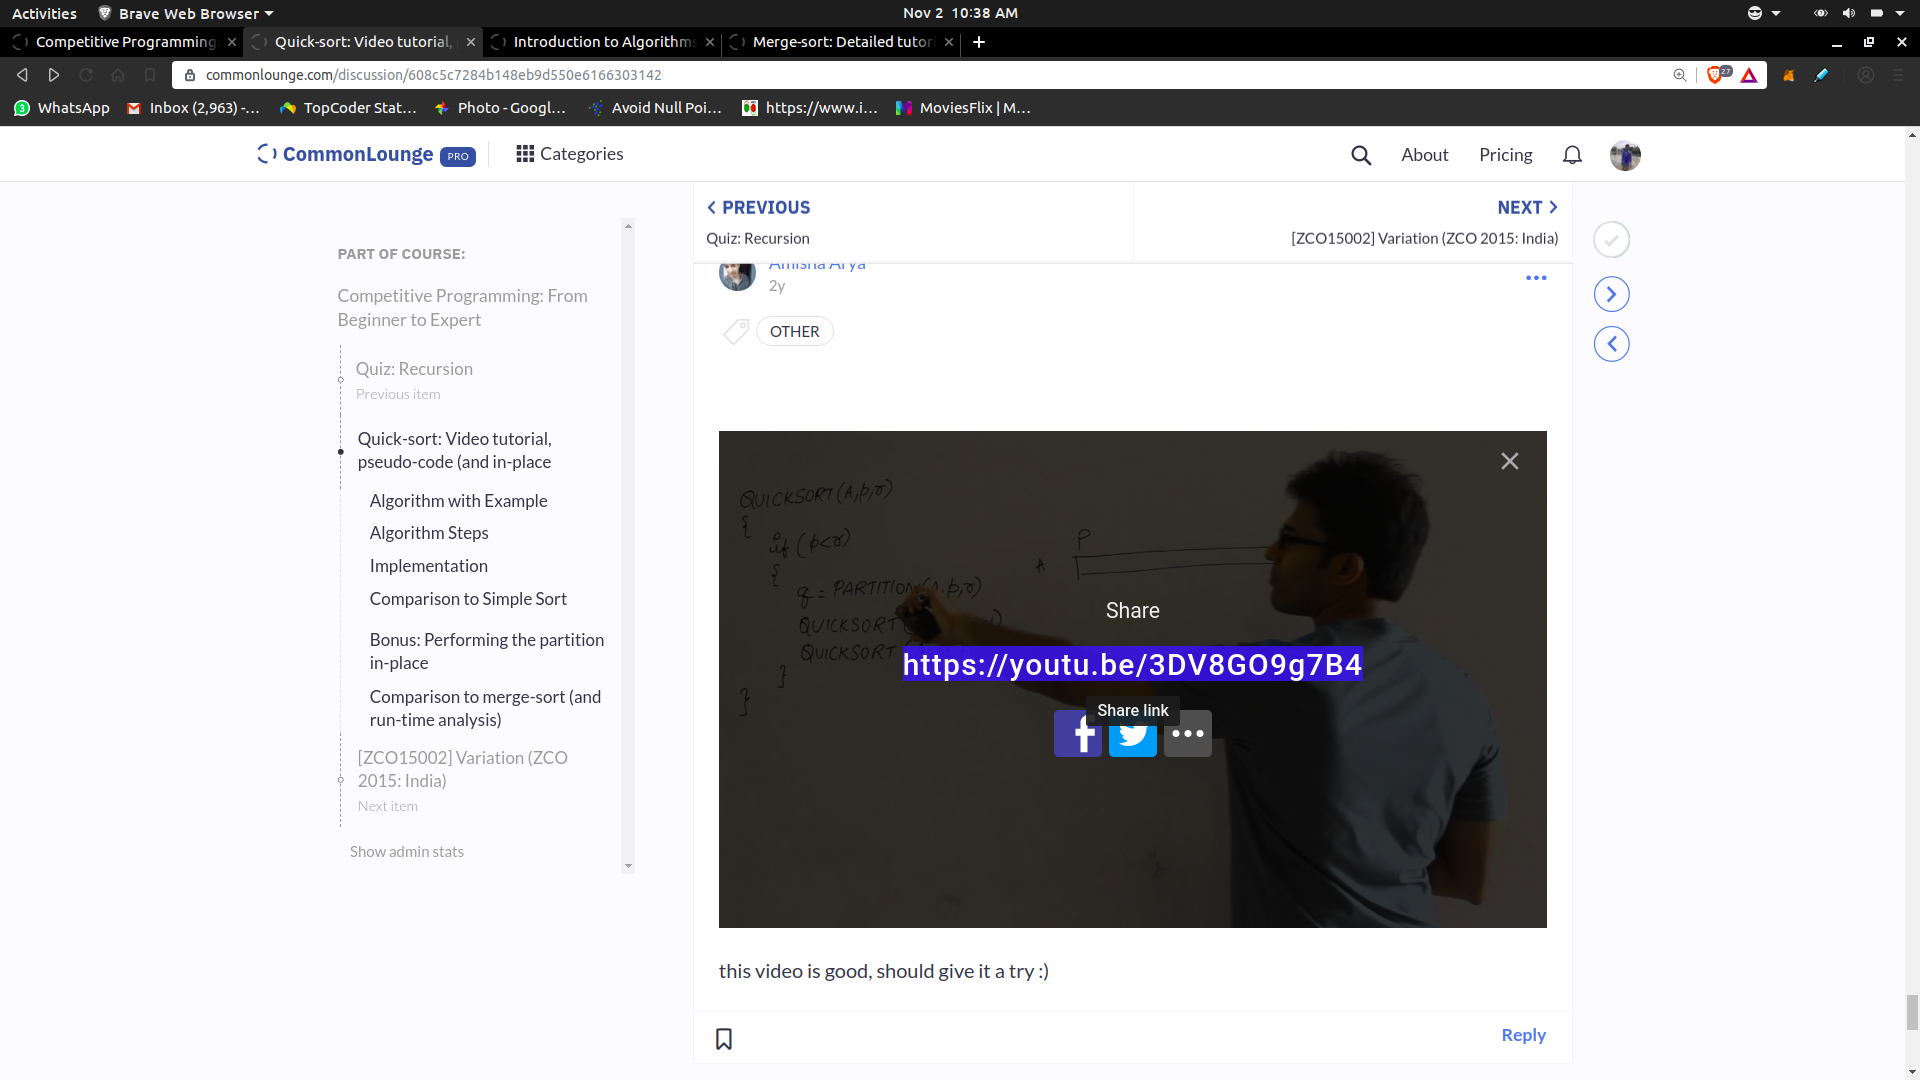 Activities
Brave Web Browser
Nov 2 10:38 AM
Competitive Programming
Quick-sort: Video tutorial,
Introduction to Algorithms
Merge-sort: Detailed tutori
commonlounge.com/discussion/608c5c7284b148eb9d550e6166303142
27
WhatsApp
Inbox (2,963) -...
TopCoder Stat...
Photo - Googl...
Avoid Null Poi...
https://www.i...
MoviesFlix | M...
CommonLounge PRO
Categories
About
Pricing
PREVIOUS
Quiz: Recursion
NEXT
[ZCO15002] Variation (ZCO 2015: India)
PART OF COURSE:
Competitive Programming: From
Beginner to Expert
Quiz: Recursion
Previous item
Quick-sort: Video tutorial,
pseudo-code (and in-place
Algorithm with Example
Algorithm Steps
Implementation
Comparison to Simple Sort
Bonus: Performing the partition
in-place
Comparison to merge-sort (and
run-time analysis)
[ZCO15002] Variation (ZCO
2015: India)
Next item
Show admin stats
Amisha Arya
2y
OTHER
QUICKSORT(A,p,r)
{
if (p<r)
{
q = PARTITION(A,p,r)
QUICKSORT
QUICKSORT
}
}
P
A
Share
https://youtu.be/3DV8GO9g7B4
Share link
this video is good, should give it a try :)
Reply